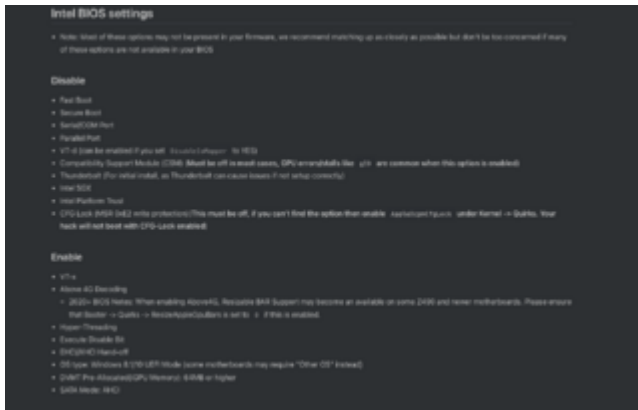 Intel BIOS settings
Note: Most of these options may not be present in your firmware, we recommend matching up as closely as possible but don't be too concerned if many
of these options are not available in your BIOS
Disable
Fast Boot
Secure Boot
Serial/COM Port
Parallel Port
VT-d (can be enabled if you set DisableIoMapper to YES)
Compatibility Support Module (CSM) (Must be off in most cases, GPU errors/stalls like gIO are common when this option is enabled)
Thunderbolt (For initial install, as Thunderbolt can cause issues if not setup correctly)
Intel SGX
Intel Platform Trust
CFG Lock (MSR 0xE2 write protection)(This must be off, if you can't find the option then enable AppleXcpmCfgLock under Kernel -> Quirks. Your
hack will not boot with CFG-Lock enabled)
Enable
VT-x
Above 4G Decoding
2020+ BIOS Notes: When enabling Above4G, Resizable BAR Support may become an available on some Z490 and newer motherboards. Please ensure
that Booter -> Quirks -> ResizeAppleGpuBars is set to 0 if this is enabled.
Hyper-Threading
Execute Disable Bit
EHCI/XHCI Hand-off
OS type: Windows 8.1/10 UEFI Mode (some motherboards may require "Other OS" instead)
DVMT Pre-Allocated(iGPU Memory): 64MB or higher
SATA Mode: AHCI